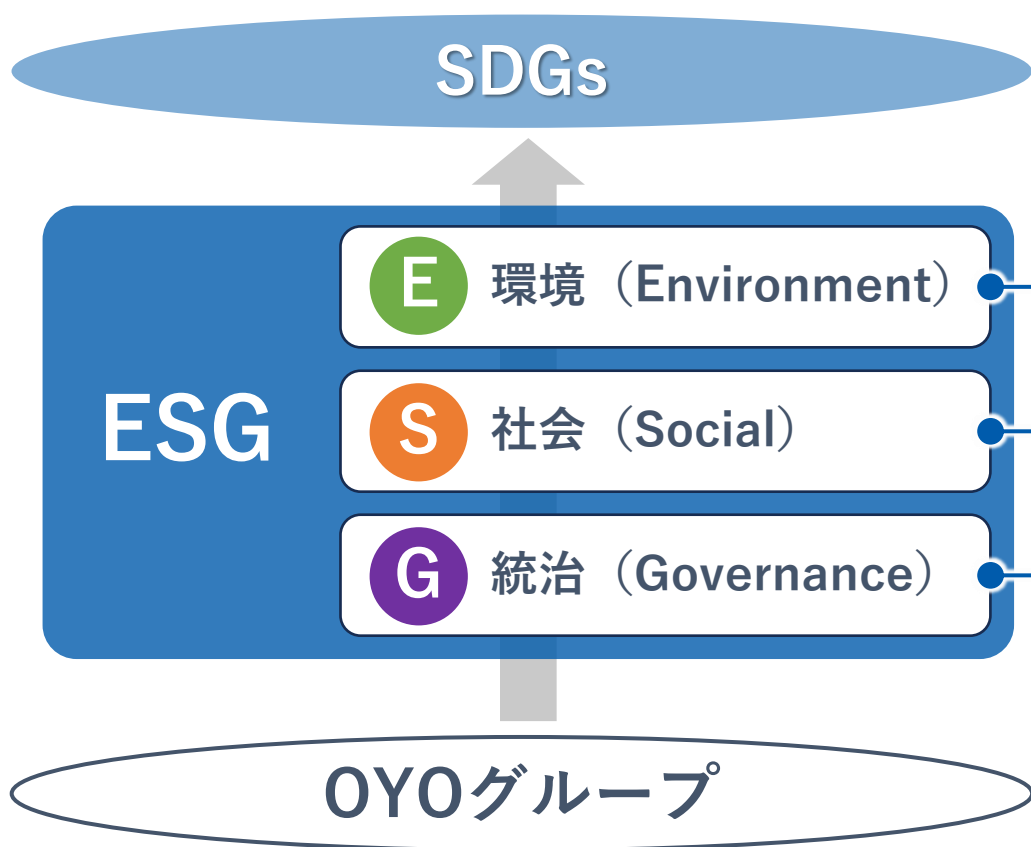 SDGs
ESG
E 環境（Environment）
S 社会（Social）
G 統治（Governance）
OYOグループ